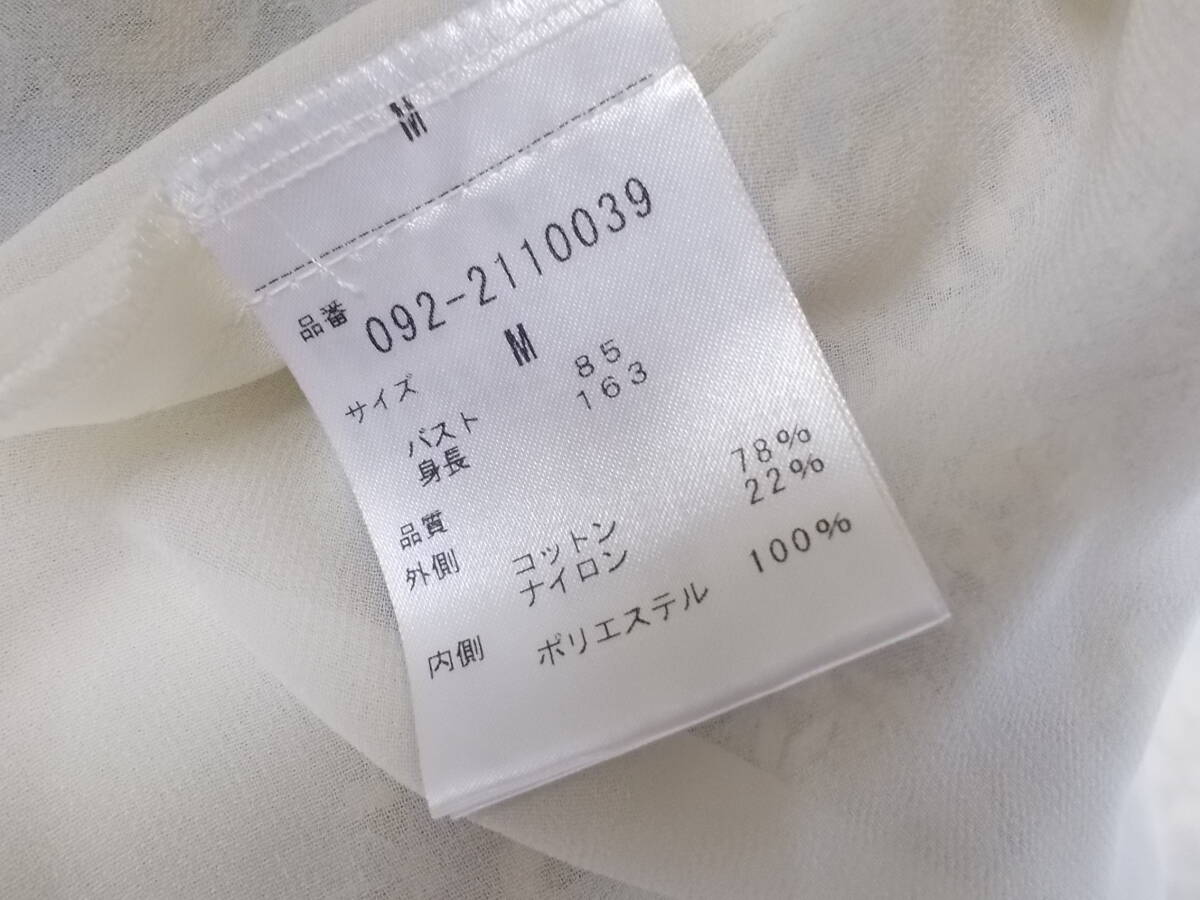 M
品番 092-2110039
サイズ M
バスト 85
身長 163
品質
外側 コットン 78%
ナイロン 22%
内側 ポリエステル 100%